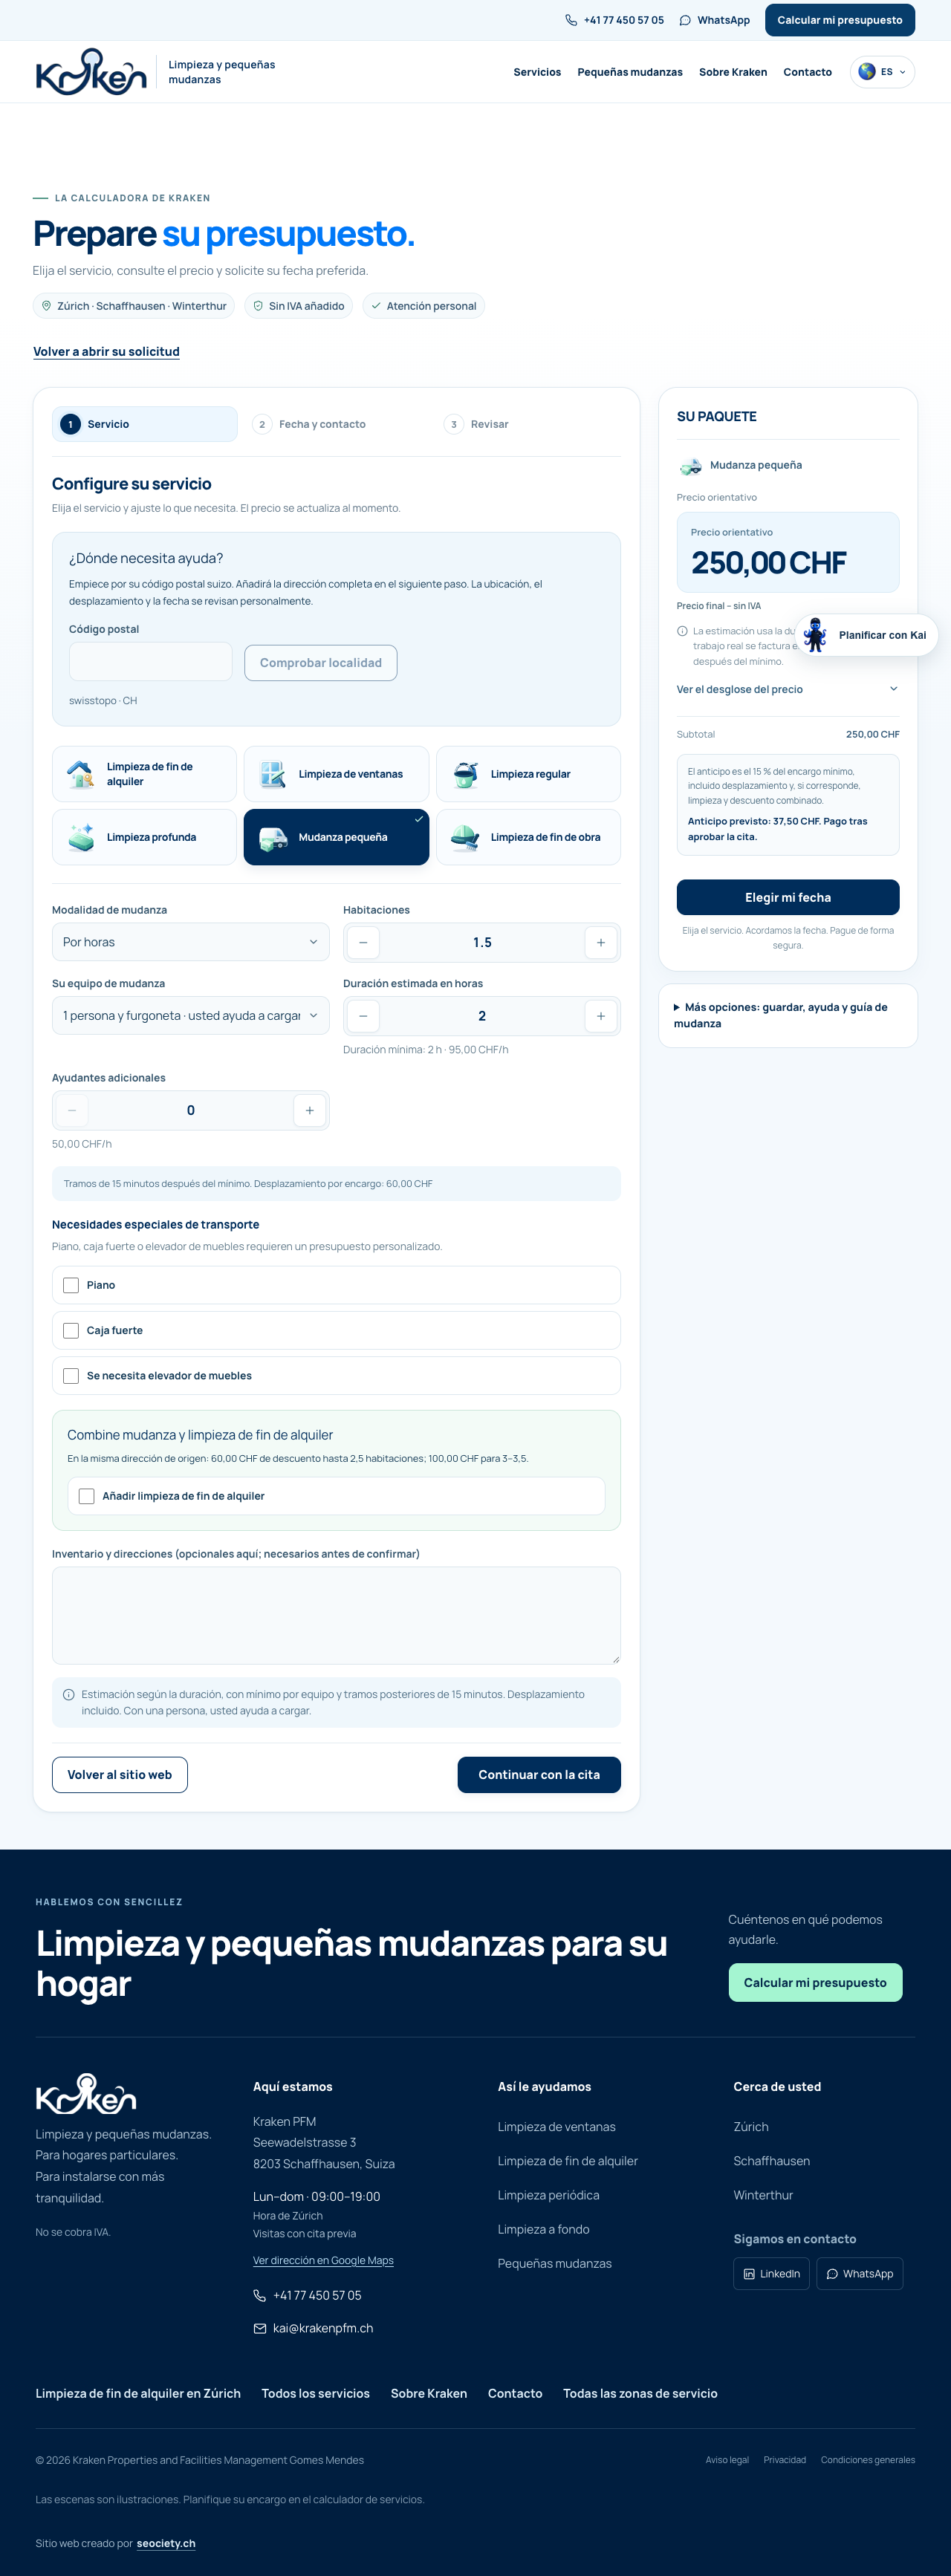 +41 77 450 57 05
WhatsApp
Calcular mi presupuesto
Kraken
Limpieza y pequeñas
mudanzas
Servicios
Pequeñas mudanzas
Sobre Kraken
Contacto
ES
LA CALCULADORA DE KRAKEN
Prepare su presupuesto.
Elija el servicio, consulte el precio y solicite su fecha preferida.
Zúrich · Schaffhausen · Winterthur
Sin IVA añadido
Atención personal
Volver a abrir su solicitud
1 Servicio
2 Fecha y contacto
3 Revisar
Configure su servicio
Elija el servicio y ajuste lo que necesita. El precio se actualiza al momento.
¿Dónde necesita ayuda?
Empiece por su código postal suizo. Añadirá la dirección completa en el siguiente paso. La ubicación, el
desplazamiento y la fecha se revisan personalmente.
Código postal
Comprobar localidad
swisstopo · CH
Limpieza de fin de
alquiler
Limpieza de ventanas
Limpieza regular
Limpieza profunda
Mudanza pequeña
Limpieza de fin de obra
Modalidad de mudanza
Por horas
Habitaciones
1.5
Su equipo de mudanza
1 persona y furgoneta · usted ayuda a cargar
Duración estimada en horas
2
Duración mínima: 2 h · 95,00 CHF/h
Ayudantes adicionales
0
50,00 CHF/h
Tramos de 15 minutos después del mínimo. Desplazamiento por encargo: 60,00 CHF
Necesidades especiales de transporte
Piano, caja fuerte o elevador de muebles requieren un presupuesto personalizado.
Piano
Caja fuerte
Se necesita elevador de muebles
Combine mudanza y limpieza de fin de alquiler
En la misma dirección de origen: 60,00 CHF de descuento hasta 2,5 habitaciones; 100,00 CHF para 3–3,5.
Añadir limpieza de fin de alquiler
Inventario y direcciones (opcionales aquí; necesarios antes de confirmar)
Estimación según la duración, con mínimo por equipo y tramos posteriores de 15 minutos. Desplazamiento
incluido. Con una persona, usted ayuda a cargar.
Volver al sitio web
Continuar con la cita
SU PAQUETE
Mudanza pequeña
Precio orientativo
Precio orientativo
250,00 CHF
Precio final – sin IVA
La estimación usa la du
trabajo real se factura e
después del mínimo.
Planificar con Kai
Ver el desglose del precio
Subtotal
250,00 CHF
El anticipo es el 15 % del encargo mínimo,
incluido desplazamiento y, si corresponde,
limpieza y descuento combinado.
Anticipo previsto: 37,50 CHF. Pago tras
aprobar la cita.
Elegir mi fecha
Elija el servicio. Acordamos la fecha. Pague de forma
segura.
Más opciones: guardar, ayuda y guía de
mudanza
HABLEMOS CON SENCILLEZ
Limpieza y pequeñas mudanzas para su
hogar
Cuéntenos en qué podemos
ayudarle.
Calcular mi presupuesto
Kraken
Limpieza y pequeñas mudanzas.
Para hogares particulares.
Para instalarse con más
tranquilidad.
No se cobra IVA.
Aquí estamos
Kraken PFM
Seewadelstrasse 3
8203 Schaffhausen, Suiza
Lun–dom · 09:00–19:00
Hora de Zúrich
Visitas con cita previa
Ver dirección en Google Maps
+41 77 450 57 05
kai@krakenpfm.ch
Así le ayudamos
Limpieza de ventanas
Limpieza de fin de alquiler
Limpieza periódica
Limpieza a fondo
Pequeñas mudanzas
Cerca de usted
Zúrich
Schaffhausen
Winterthur
Sigamos en contacto
LinkedIn
WhatsApp
Limpieza de fin de alquiler en Zúrich
Todos los servicios
Sobre Kraken
Contacto
Todas las zonas de servicio
© 2026 Kraken Properties and Facilities Management Gomes Mendes
Aviso legal
Privacidad
Condiciones generales
Las escenas son ilustraciones. Planifique su encargo en el calculador de servicios.
Sitio web creado por seociety.ch